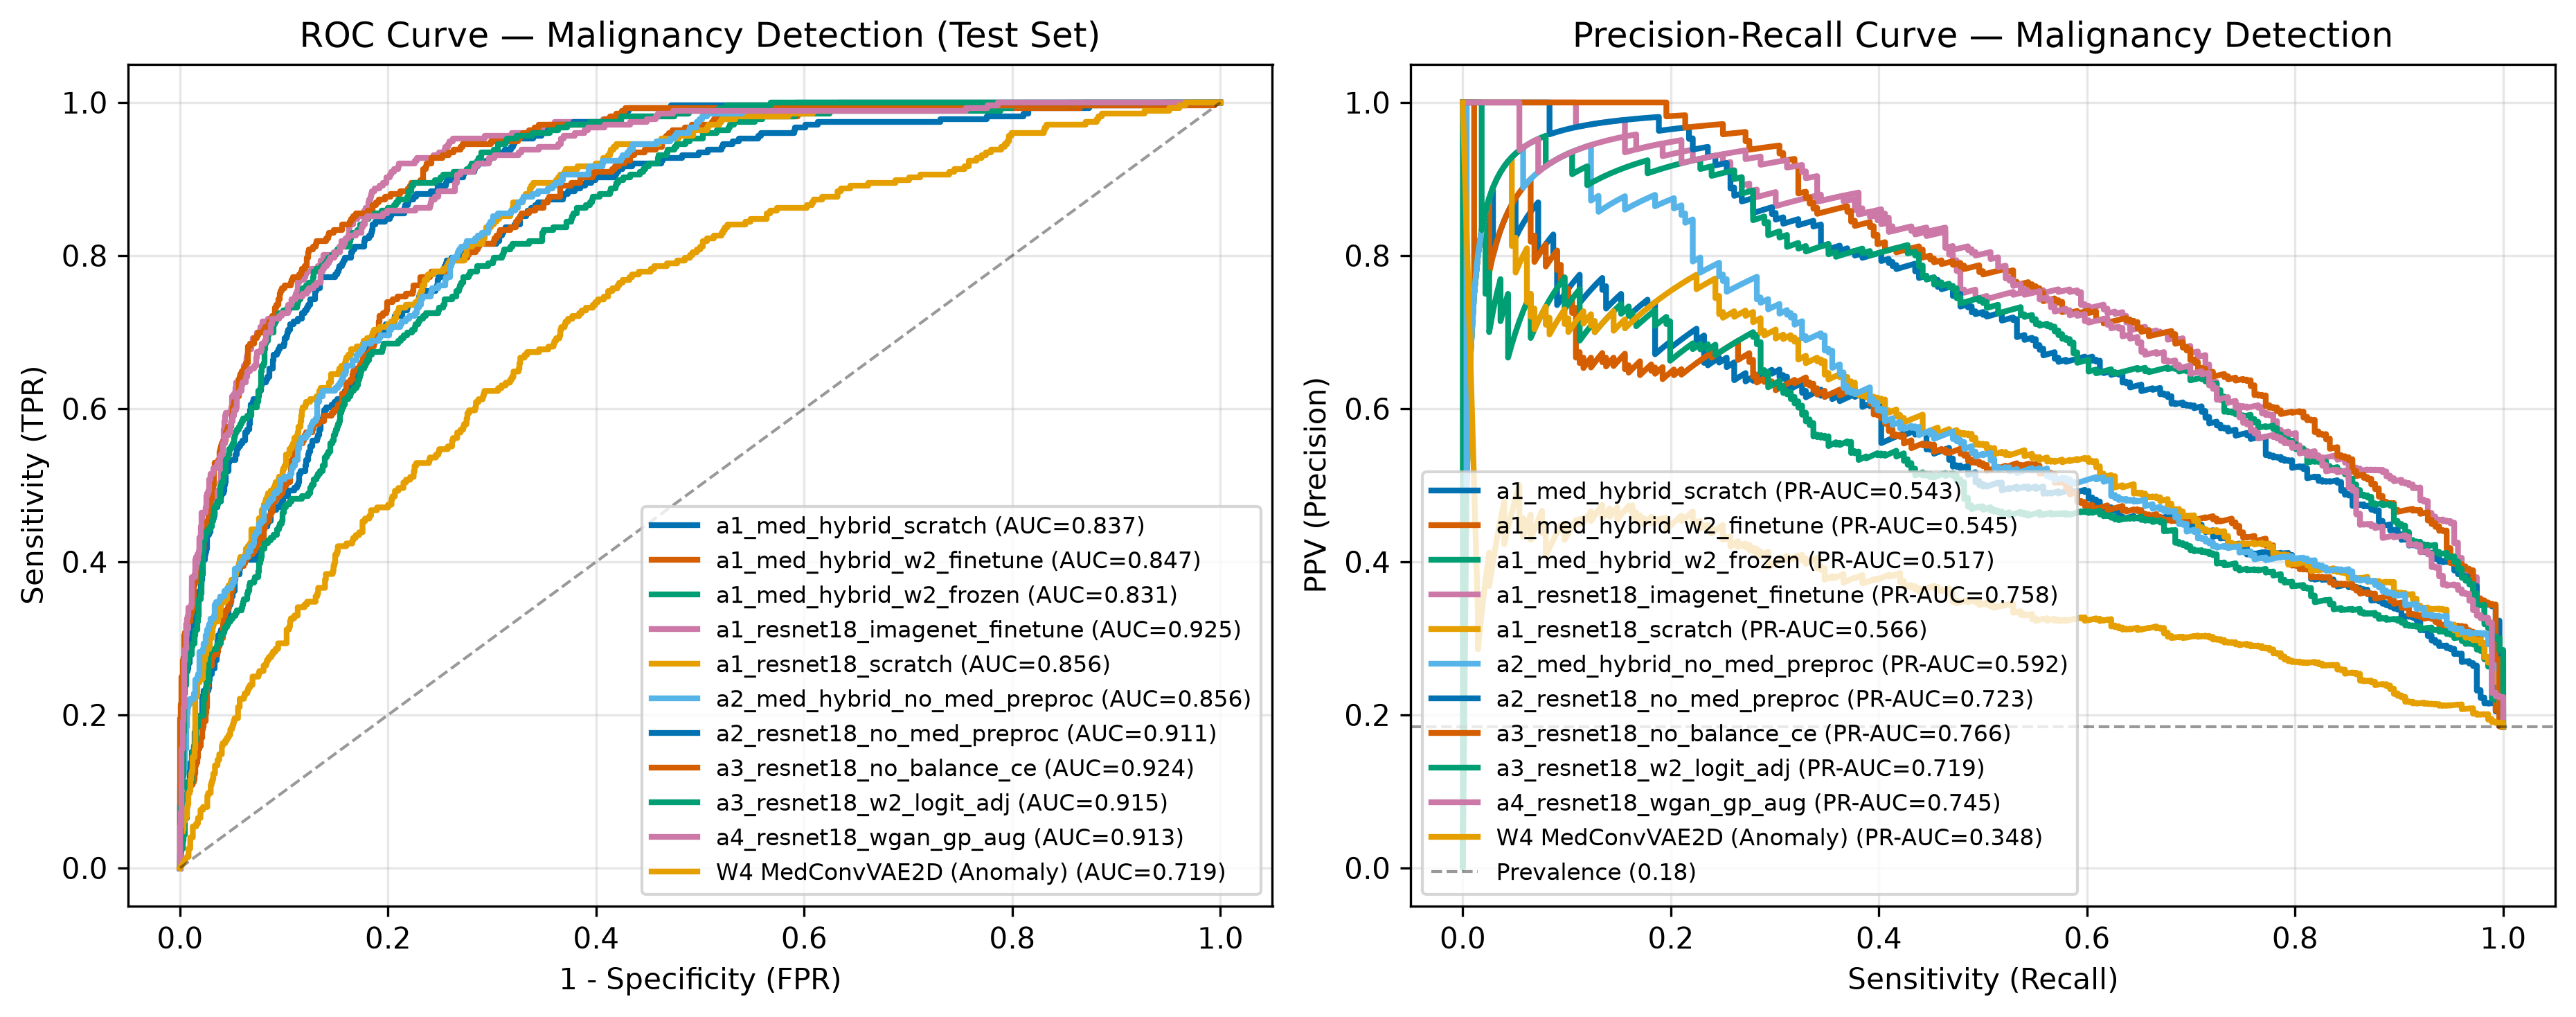 ROC Curve — Malignancy Detection (Test Set)
Sensitivity (TPR)
1.0
0.8
0.6
0.4
0.2
0.0
a1_med_hybrid_scratch (AUC=0.837)
a1_med_hybrid_w2_finetune (AUC=0.847)
a1_med_hybrid_w2_frozen (AUC=0.831)
a1_resnet18_imagenet_finetune (AUC=0.925)
a1_resnet18_scratch (AUC=0.856)
a2_med_hybrid_no_med_preproc (AUC=0.856)
a2_resnet18_no_med_preproc (AUC=0.911)
a3_resnet18_no_balance_ce (AUC=0.924)
a3_resnet18_w2_logit_adj (AUC=0.915)
a4_resnet18_wgan_gp_aug (AUC=0.913)
W4 MedConvVAE2D (Anomaly) (AUC=0.719)
0.0 0.2 0.4 0.6 0.8 1.0
1 - Specificity (FPR)
Precision-Recall Curve — Malignancy Detection
PPV (Precision)
1.0
0.8
0.6
0.4
0.2
0.0
a1_med_hybrid_scratch (PR-AUC=0.543)
a1_med_hybrid_w2_finetune (PR-AUC=0.545)
a1_med_hybrid_w2_frozen (PR-AUC=0.517)
a1_resnet18_imagenet_finetune (PR-AUC=0.758)
a1_resnet18_scratch (PR-AUC=0.566)
a2_med_hybrid_no_med_preproc (PR-AUC=0.592)
a2_resnet18_no_med_preproc (PR-AUC=0.723)
a3_resnet18_no_balance_ce (PR-AUC=0.766)
a3_resnet18_w2_logit_adj (PR-AUC=0.719)
a4_resnet18_wgan_gp_aug (PR-AUC=0.745)
W4 MedConvVAE2D (Anomaly) (PR-AUC=0.348)
Prevalence (0.18)
0.0 0.2 0.4 0.6 0.8 1.0
Sensitivity (Recall)